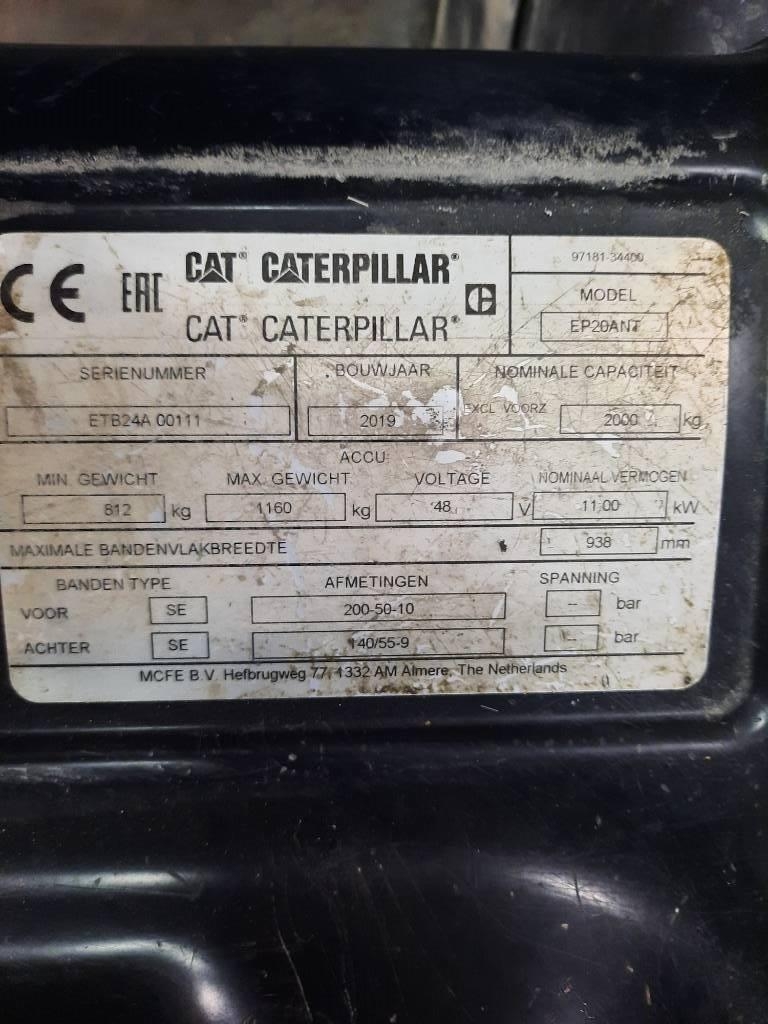 CE EAC CAT® CATERPILLAR®
CAT® CATERPILLAR®
97181-34400
MODEL
EP20ANT
SERIENUMMER
ETB24A 00111
BOUWJAAR
2019
NOMINALE CAPACITEIT
EXCL VOORZ 2000 kg
ACCU
MIN. GEWICHT MAX. GEWICHT VOLTAGE NOMINAAL VERMOGEN
812 kg 1160 kg 48 V 11.00 kW
MAXIMALE BANDENVLAKBREEDTE 938 mm
BANDEN TYPE AFMETINGEN SPANNING
VOOR SE 200-50-10 -- bar
ACHTER SE 140/55-9 -- bar
MCFE B.V. Hefbrugweg 77, 1332 AM Almere, The Netherlands